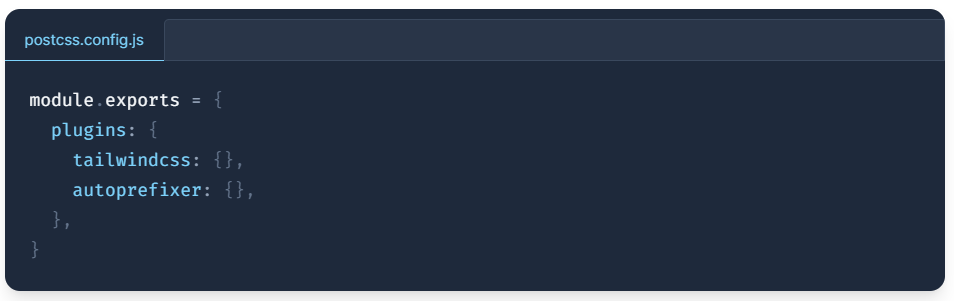 postcss.config.js
module.exports = {
  plugins: {
    tailwindcss: {},
    autoprefixer: {},
  },
}